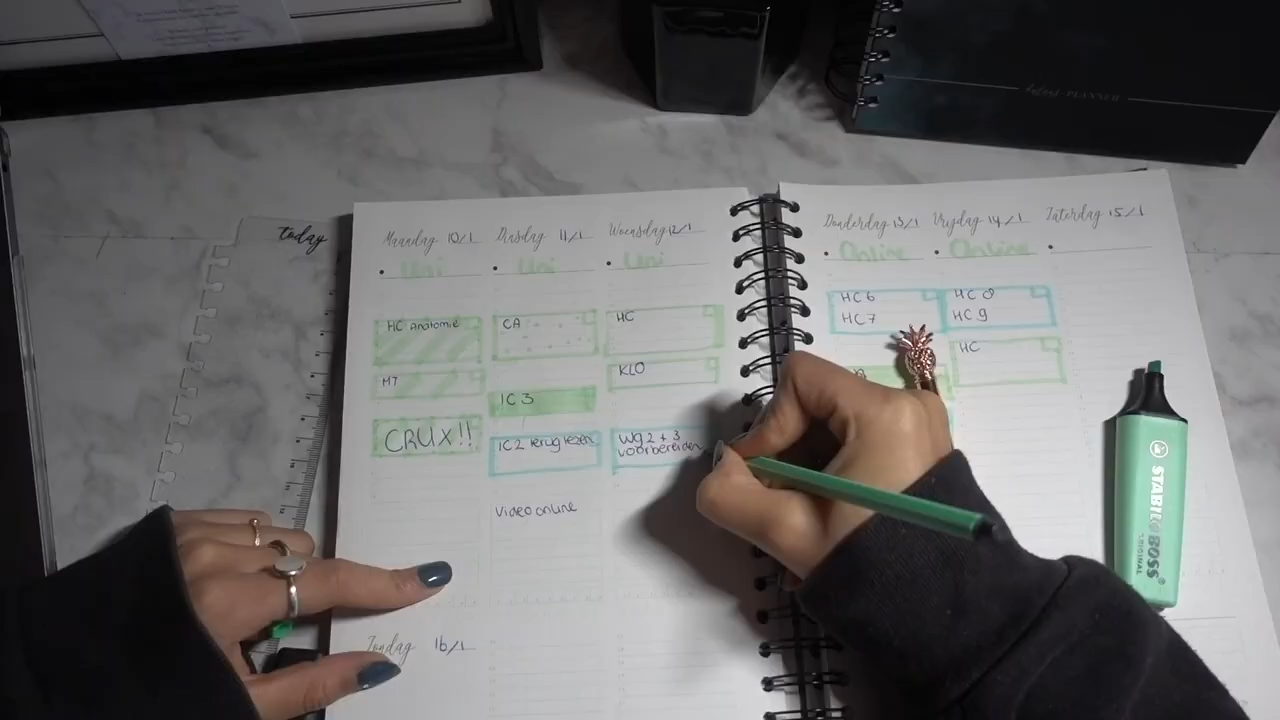 today
PLANNER
Maandag 10/1
Uni
HC anatomie
MT
CRUX!!
Dinsdag 11/1
Uni
CA
IC 3
IC 2 teruglezen
Video online
Woensdag 12/1
Uni
HC
KLO
WG 2 + 3
voorbereiden
Donderdag 13/1
Online
HC 6
HC 7
Vrijdag 14/1
Online
HC 8
HC 9
HC
Zaterdag 15/1
Zondag 16/1
STABILO BOSS
ORIGINAL